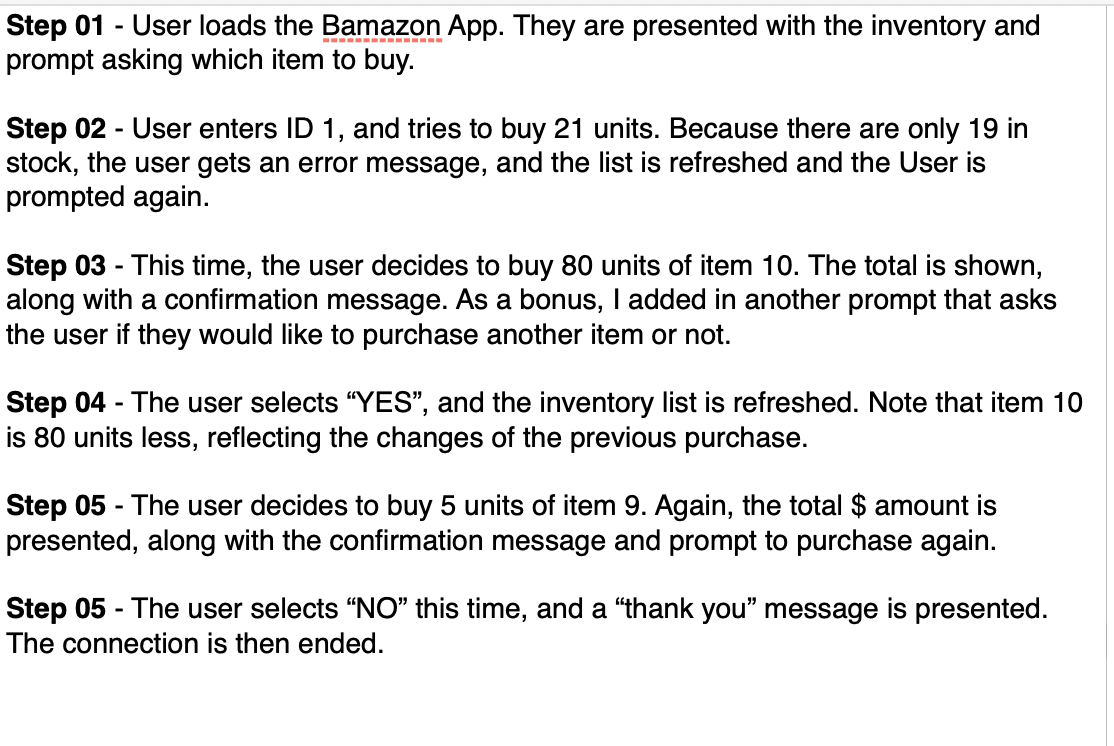 Step 01 - User loads the Bamazon App. They are presented with the inventory and
prompt asking which item to buy.
Step 02 - User enters ID 1, and tries to buy 21 units. Because there are only 19 in
stock, the user gets an error message, and the list is refreshed and the User is
prompted again.
Step 03 - This time, the user decides to buy 80 units of item 10. The total is shown,
along with a confirmation message. As a bonus, I added in another prompt that asks
the user if they would like to purchase another item or not.
Step 04 - The user selects “YES”, and the inventory list is refreshed. Note that item 10
is 80 units less, reflecting the changes of the previous purchase.
Step 05 - The user decides to buy 5 units of item 9. Again, the total $ amount is
presented, along with the confirmation message and prompt to purchase again.
Step 05 - The user selects “NO” this time, and a “thank you” message is presented.
The connection is then ended.